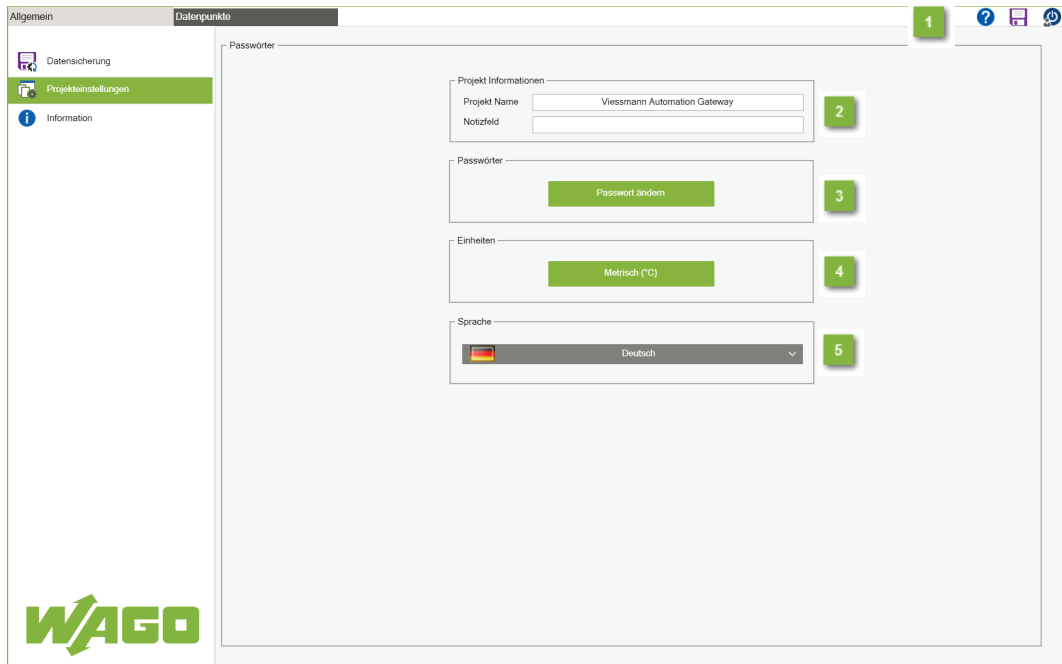 Allgemein
Datenpunkte
1
?
Datensicherung
Projekteinstellungen
i
Information
Passwörter
Projekt Informationen
Projekt Name
Viessmann Automation Gateway
Notizfeld
2
Passwörter
Passwort ändern
3
Einheiten
Metrisch (°C)
4
Sprache
Deutsch
5
WAGO